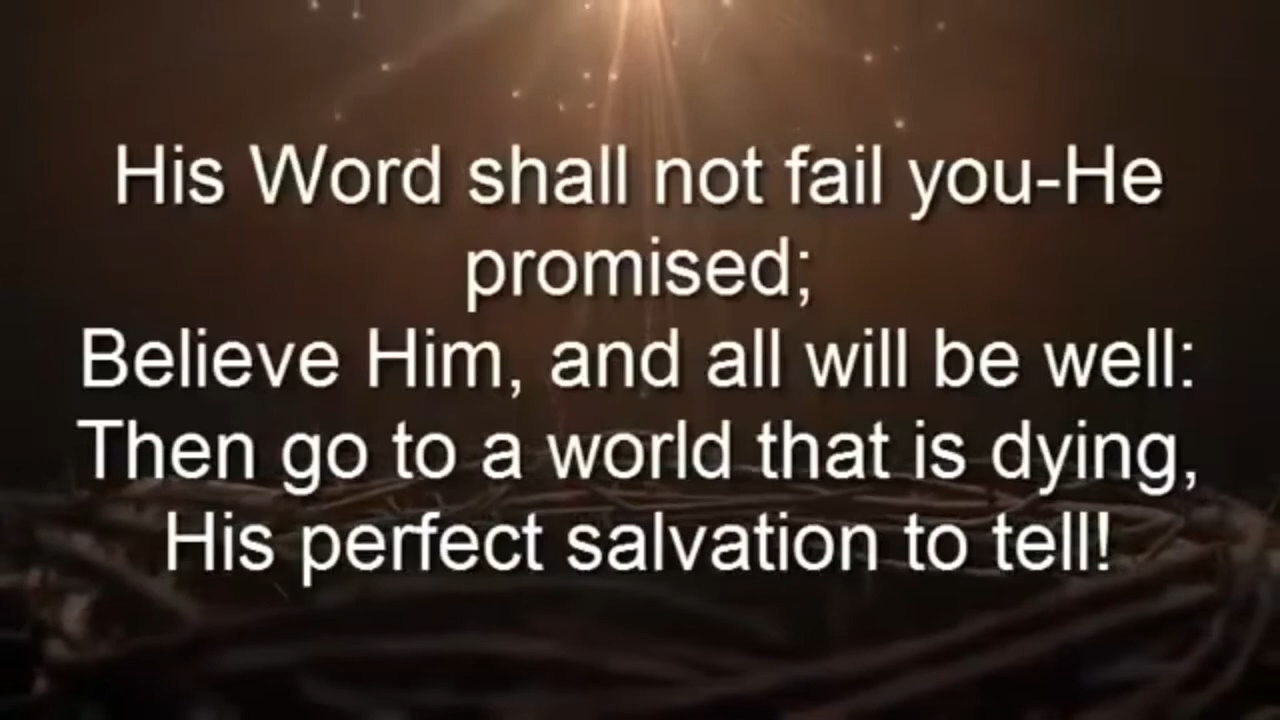 His Word shall not fail you-He
promised;
Believe Him, and all will be well:
Then go to a world that is dying,
His perfect salvation to tell!